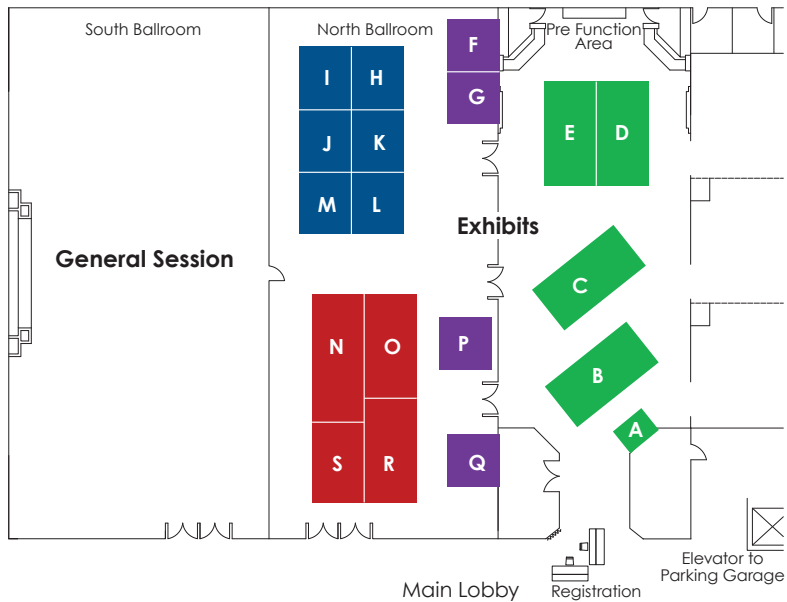 South Ballroom
North Ballroom
Pre Function
Area
F
G
I
H
J
K
M
L
E
D
Exhibits
General Session
C
N
O
P
B
A
S
R
Q
Main Lobby
Registration
Elevator to
Parking Garage